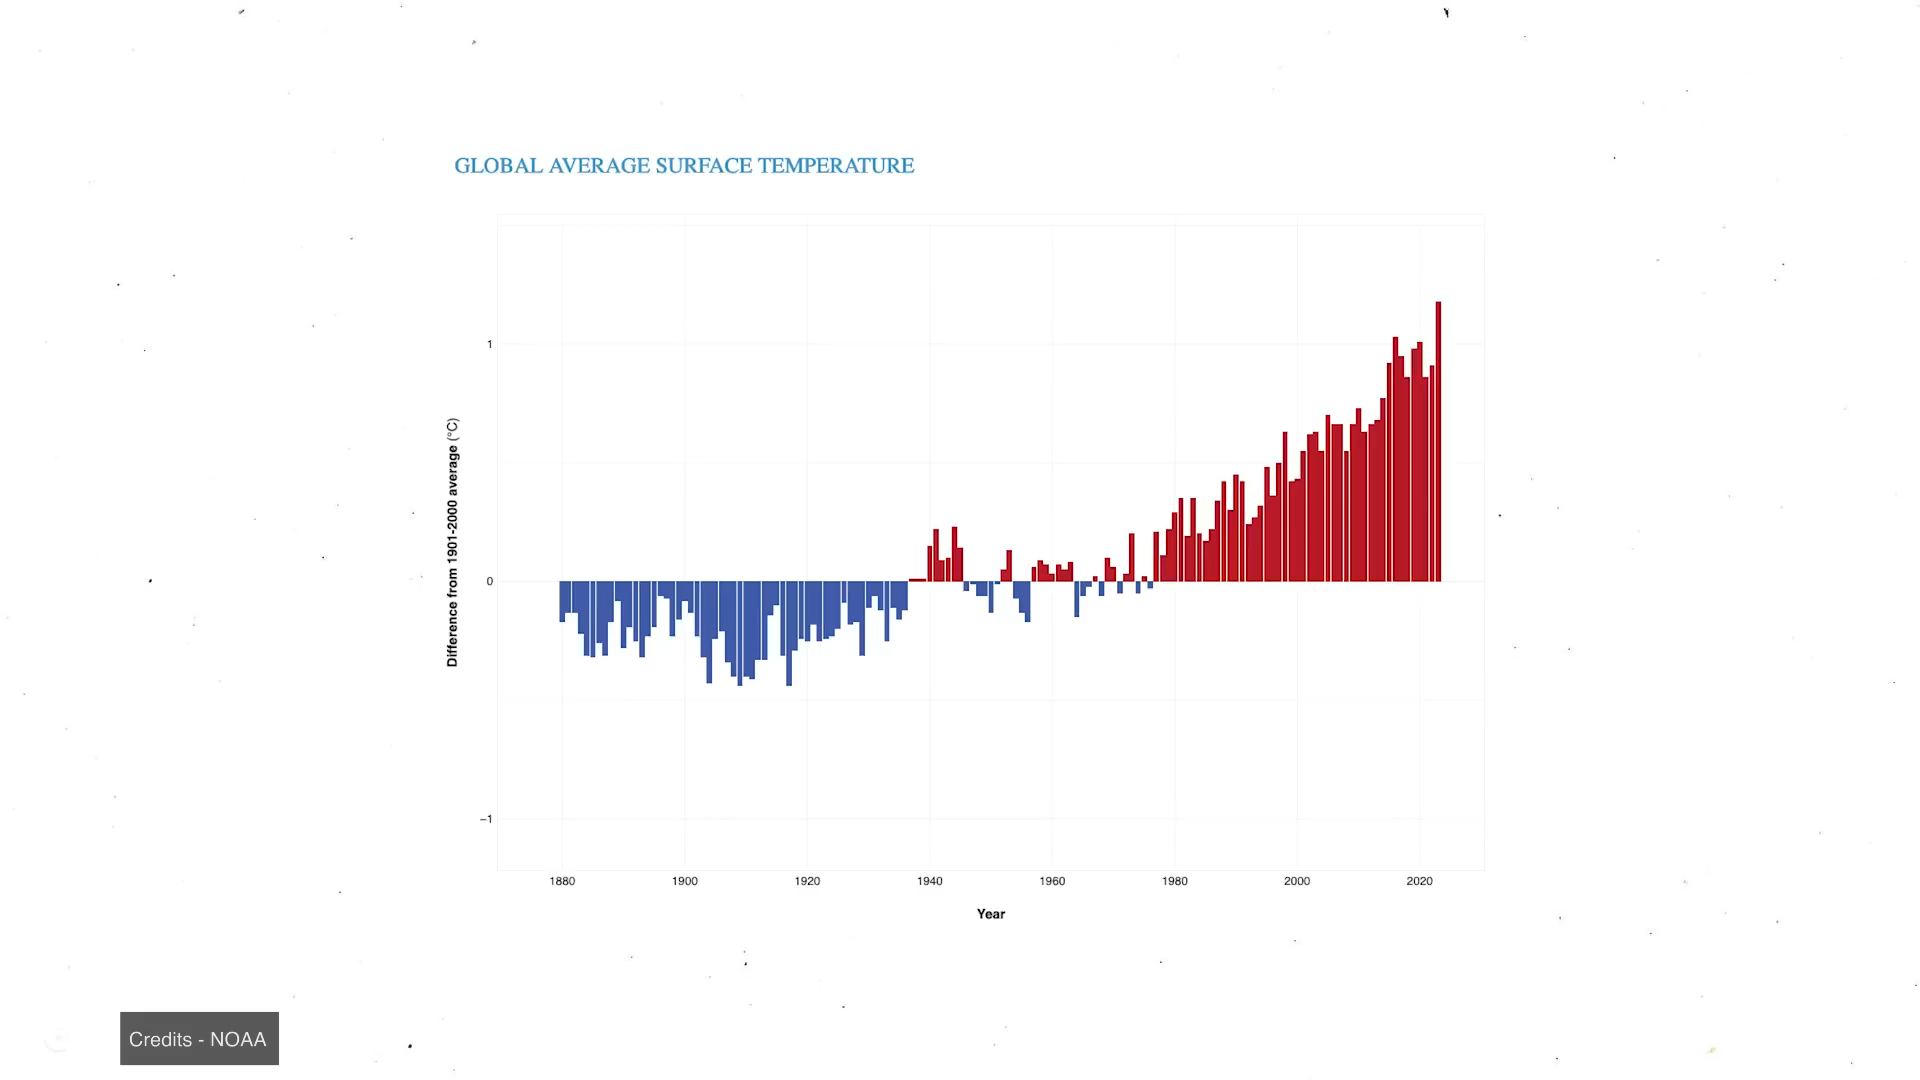 GLOBAL AVERAGE SURFACE TEMPERATURE
Difference from 1901-2000 average (°C)
1
0
−1
1880 1900 1920 1940 1960 1980 2000 2020
Year
Credits - NOAA